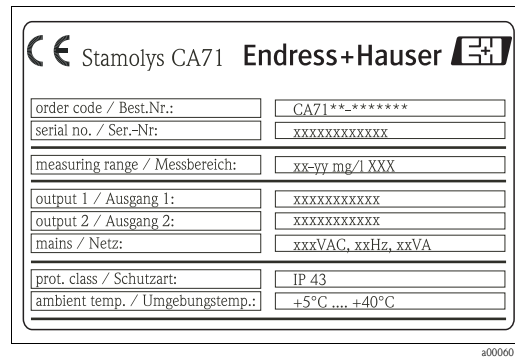 CE Stamolys CA71 Endress+Hauser EH
order code / Best.Nr.: CA71**-*******
serial no. / Ser.-Nr: xxxxxxxxxxxx
measuring range / Messbereich: xx-yy mg/l XXX
output 1 / Ausgang 1: xxxxxxxxxxx
output 2 / Ausgang 2: xxxxxxxxxxx
mains / Netz: xxxVAC, xxHz, xxVA
prot. class / Schutzart: IP 43
ambient temp. / Umgebungstemp.: +5°C .... +40°C
a00060